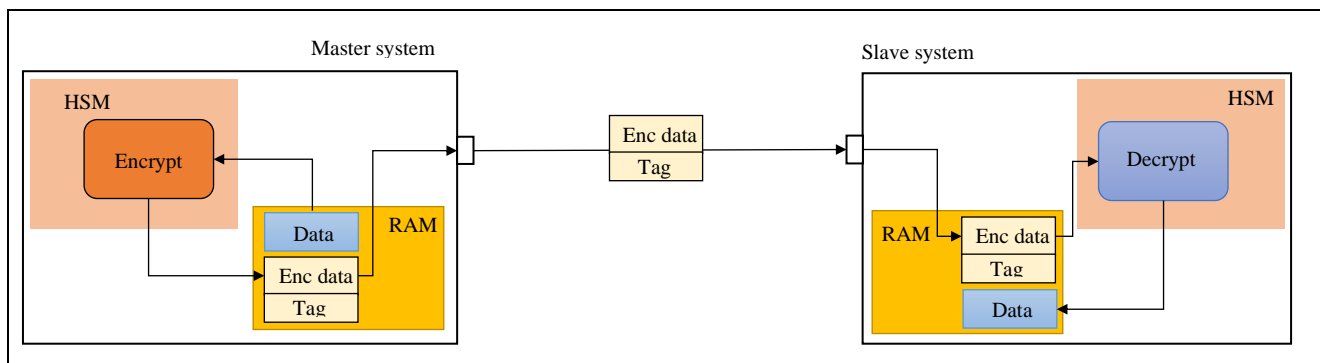 Master system
Slave system
HSM
Encrypt
Data
RAM
Enc data
Tag
Enc data
Tag
HSM
Decrypt
RAM
Enc data
Tag
Data